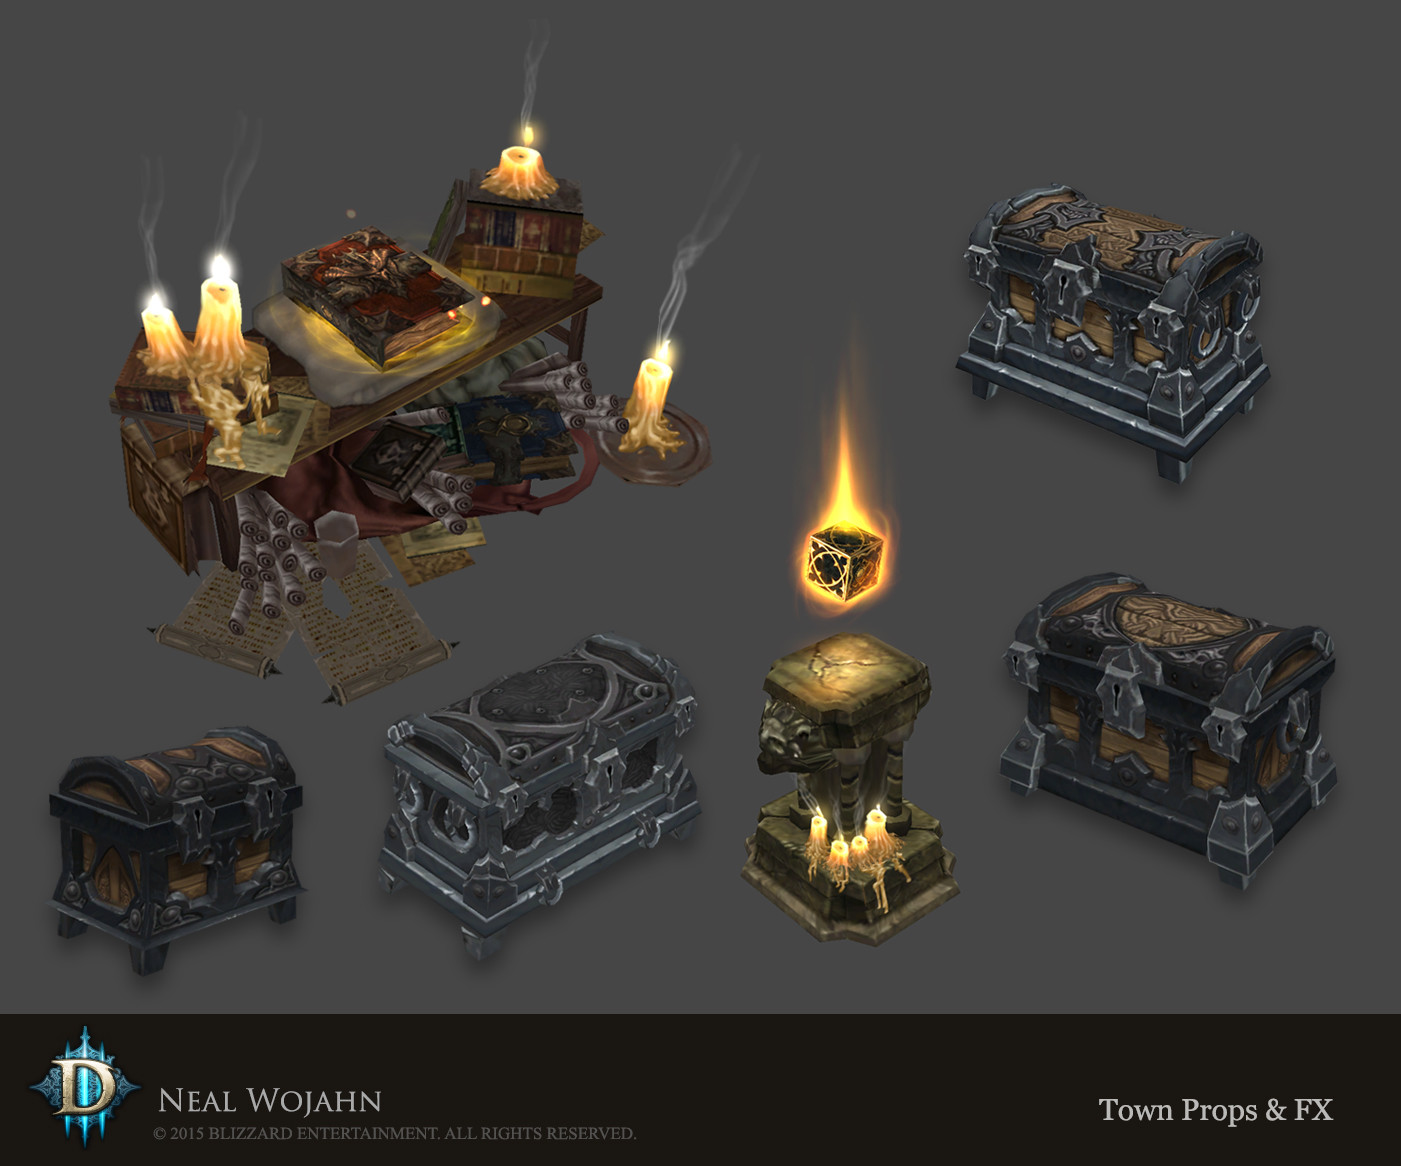 D
NEAL WOJAHN
© 2015 BLIZZARD ENTERTAINMENT. ALL RIGHTS RESERVED.
Town Props & FX